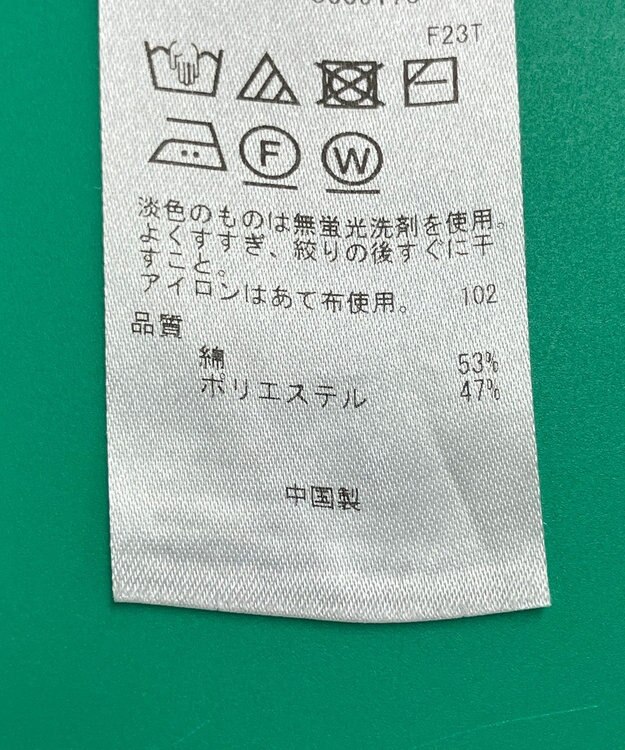 F23T
F
W
淡色のものは無蛍光洗剤を使用。
よくすすぎ、絞りの後すぐに干
すこと。
アイロンはあて布使用。 102
品質
綿 53%
ポリエステル 47%
中国製